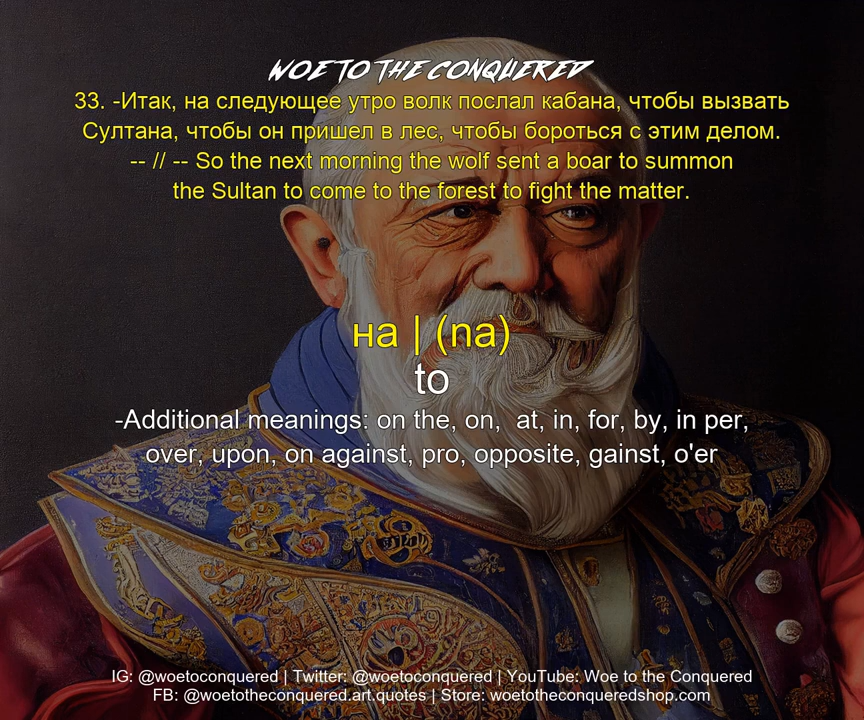 WOE TO THE CONQUERED
33. -Итак, на следующее утро волк послал кабана, чтобы вызвать
Султана, чтобы он пришел в лес, чтобы бороться с этим делом.
-- // -- So the next morning the wolf sent a boar to summon
the Sultan to come to the forest to fight the matter.
на | (na)
to
-Additional meanings: on the, on,  at, in, for, by, in per,
over, upon, on against, pro, opposite, gainst, o'er
IG: @woetoconquered | Twitter: @woetoconquered | YouTube: Woe to the Conquered
FB: @woetotheconquered.art.quotes | Store: woetotheconqueredshop.com